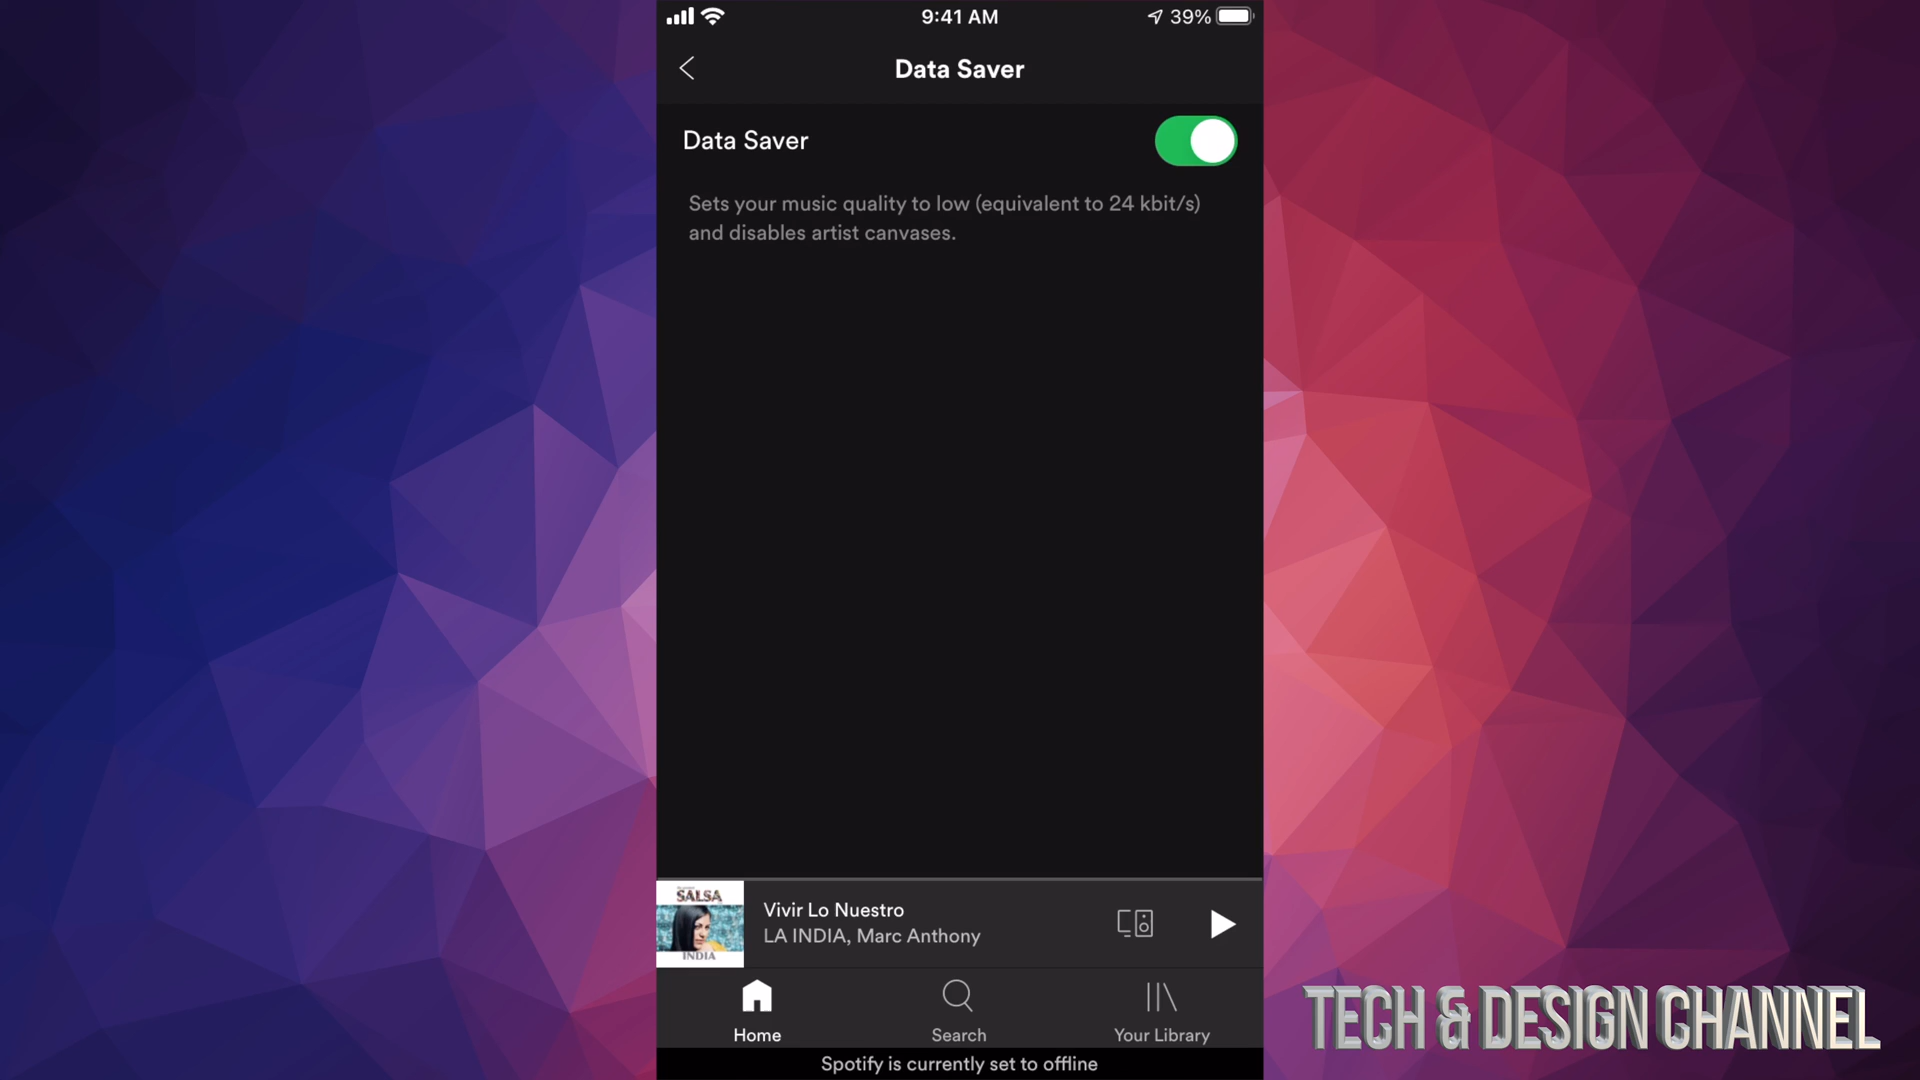 9:41 AM
39%
Data Saver
Data Saver
Sets your music quality to low (equivalent to 24 kbit/s)
and disables artist canvases.
SALSA
INDIA
Vivir Lo Nuestro
LA INDIA, Marc Anthony
Home
Search
Your Library
Spotify is currently set to offline
TECH & DESIGN CHANNEL